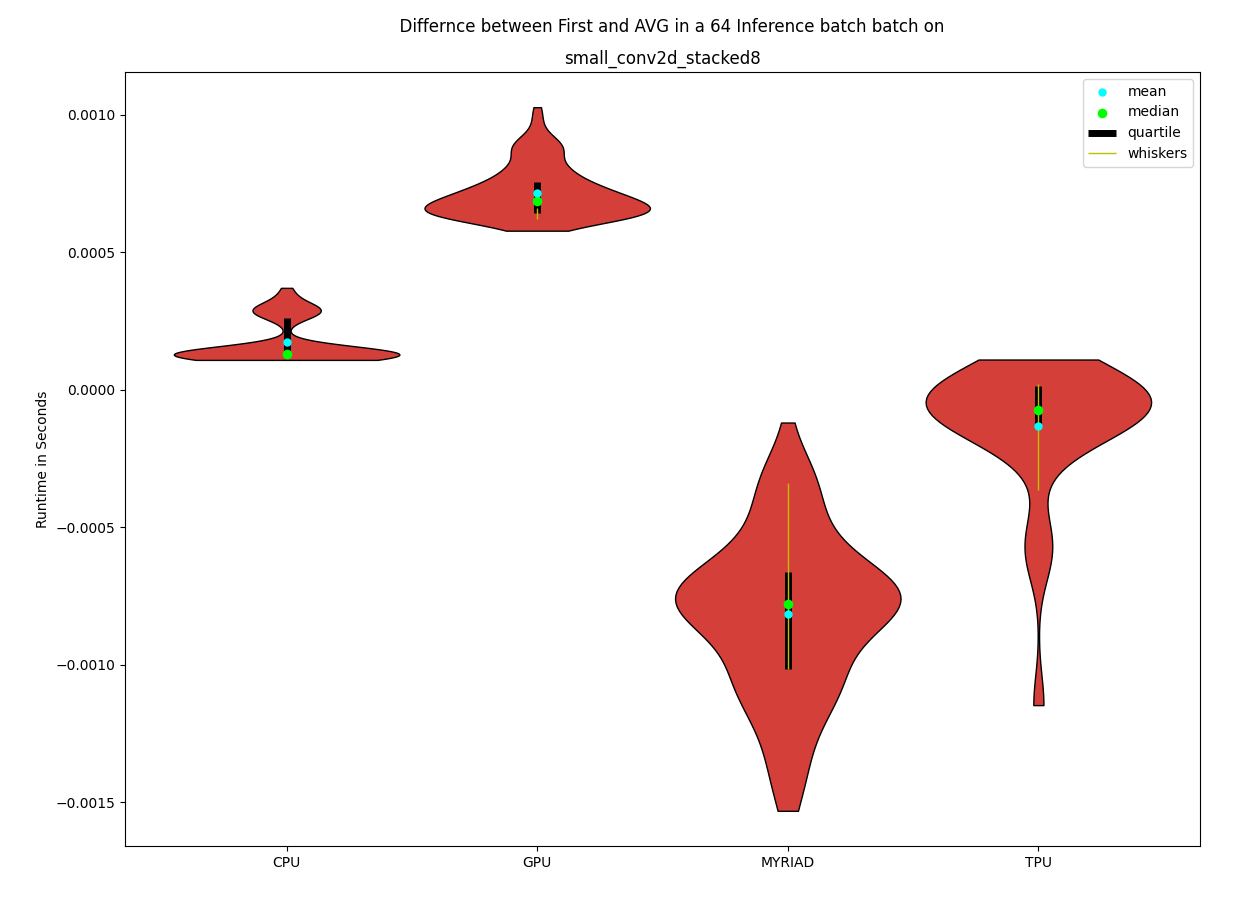 Differnce between First and AVG in a 64 Inference batch batch on
small_conv2d_stacked8
mean
median
quartile
whiskers
Runtime in Seconds
0.0010
0.0005
0.0000
−0.0005
−0.0010
−0.0015
CPU
GPU
MYRIAD
TPU